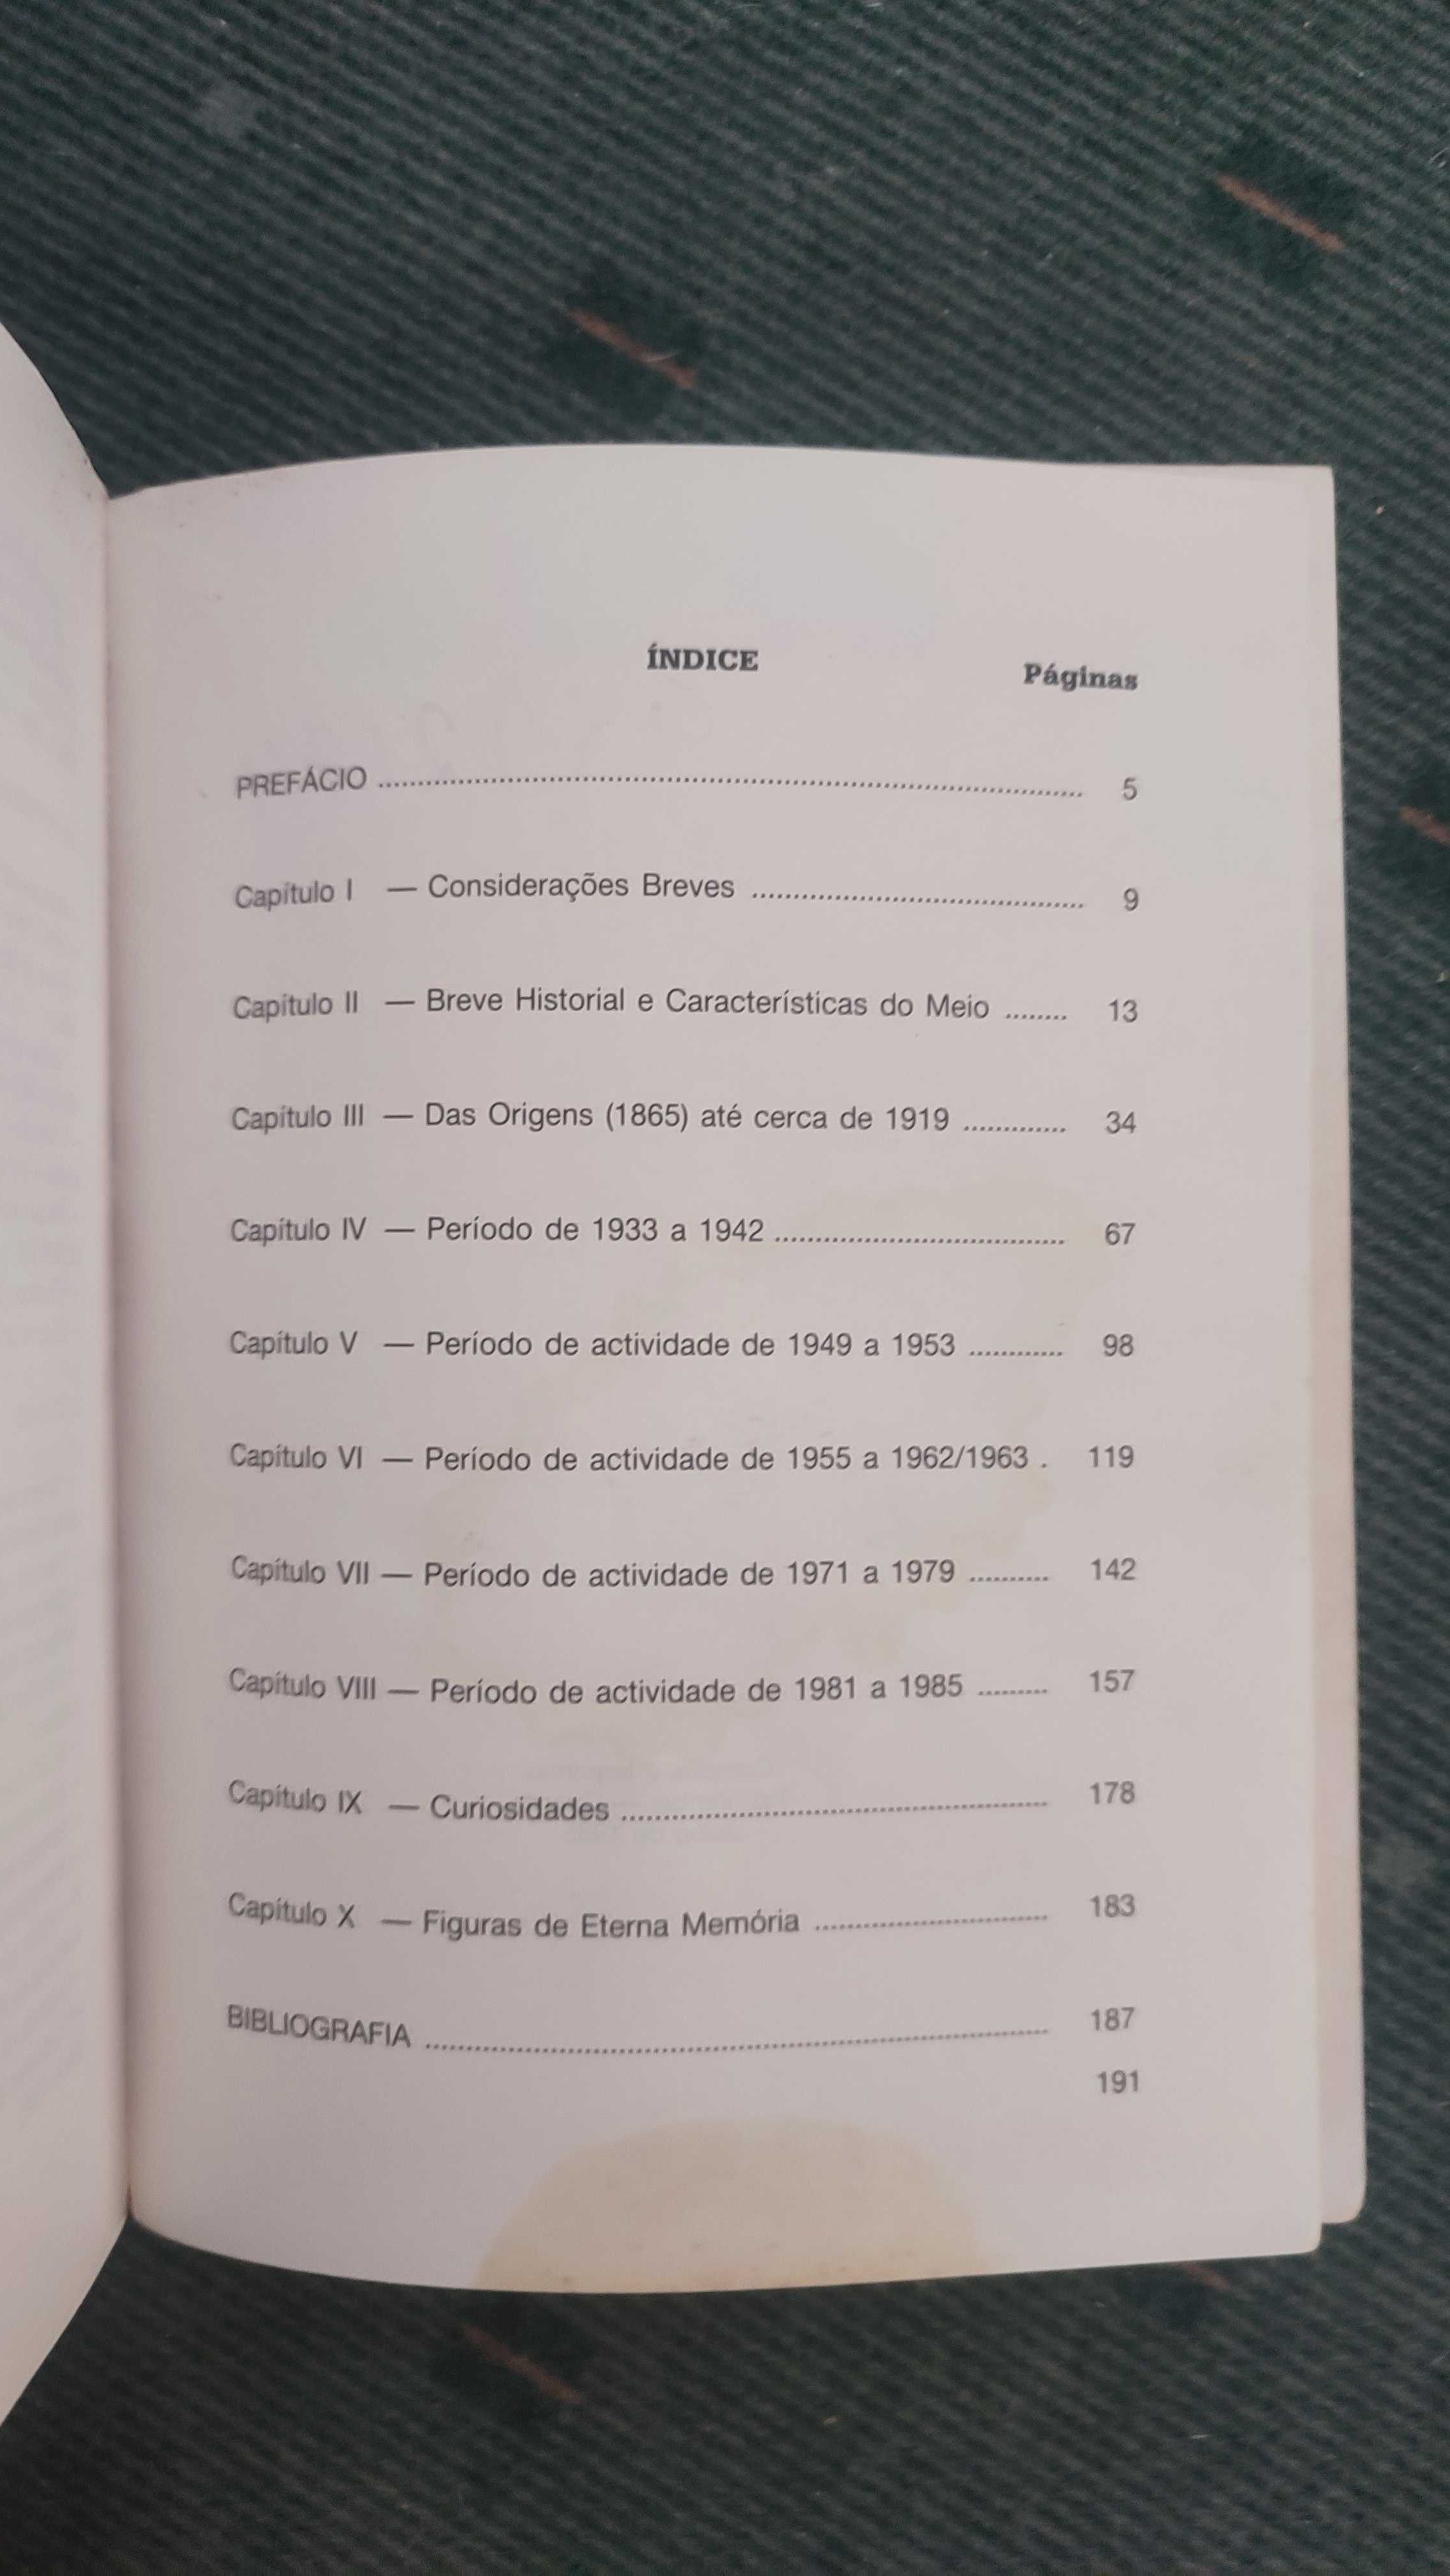 ÍNDICE
Páginas
PREFÁCIO ........................................ 5
Capítulo I — Considerações Breves ........................................ 9
Capítulo II — Breve Historial e Características do Meio ........ 13
Capítulo III — Das Origens (1865) até cerca de 1919 ............. 34
Capítulo IV — Período de 1933 a 1942 .................................... 67
Capítulo V — Período de actividade de 1949 a 1953 ............ 98
Capítulo VI — Período de actividade de 1955 a 1962/1963 . 119
Capítulo VII — Período de actividade de 1971 a 1979 .......... 142
Capítulo VIII — Período de actividade de 1981 a 1985 ......... 157
Capítulo IX — Curiosidades ........................................ 178
Capítulo X — Figuras de Eterna Memória ............................. 183
BIBLIOGRAFIA ........................................ 187
191